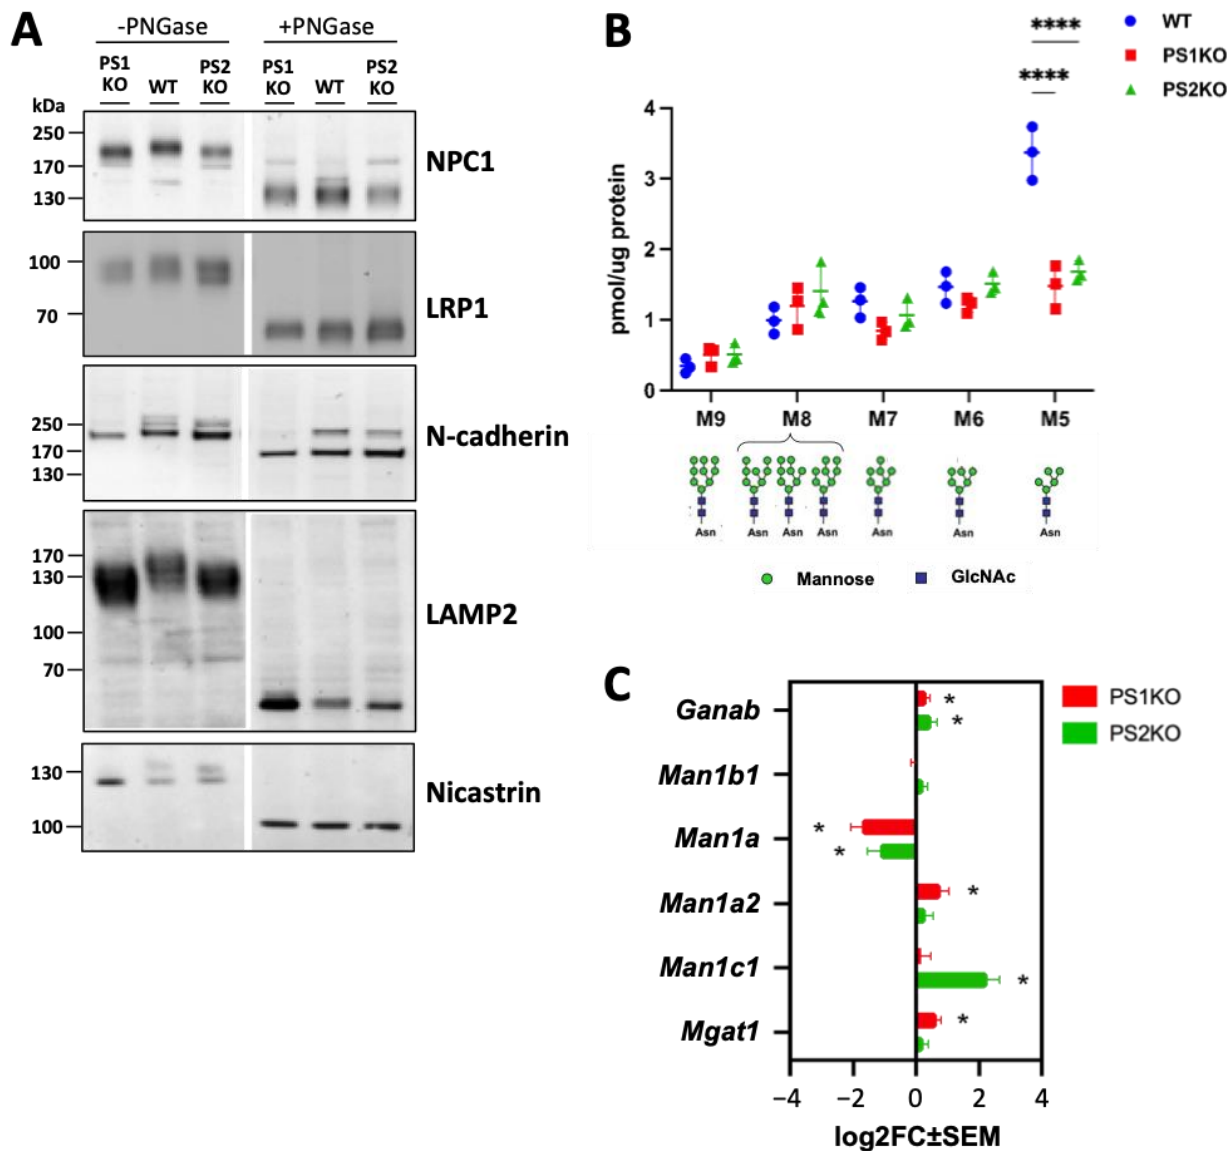 A
-PNGase +PNGase
PS1 KO WT PS2 KO PS1 KO WT PS2 KO
kDa
250
170
130
NPC1
100
70
LRP1
250
170
130
N-cadherin
170
130
100
70
LAMP2
130
100
Nicastrin
B
****
****
WT
PS1KO
PS2KO
pmol/ug protein
4
3
2
1
0
M9 M8 M7 M6 M5
Asn Asn Asn Asn Asn Asn Asn
Mannose GlcNAc
C
PS1KO
PS2KO
Ganab * *
Man1b1
Man1a * *
Man1a2 *
Man1c1 *
Mgat1 *
−4 −2 0 2 4
log2FC±SEM